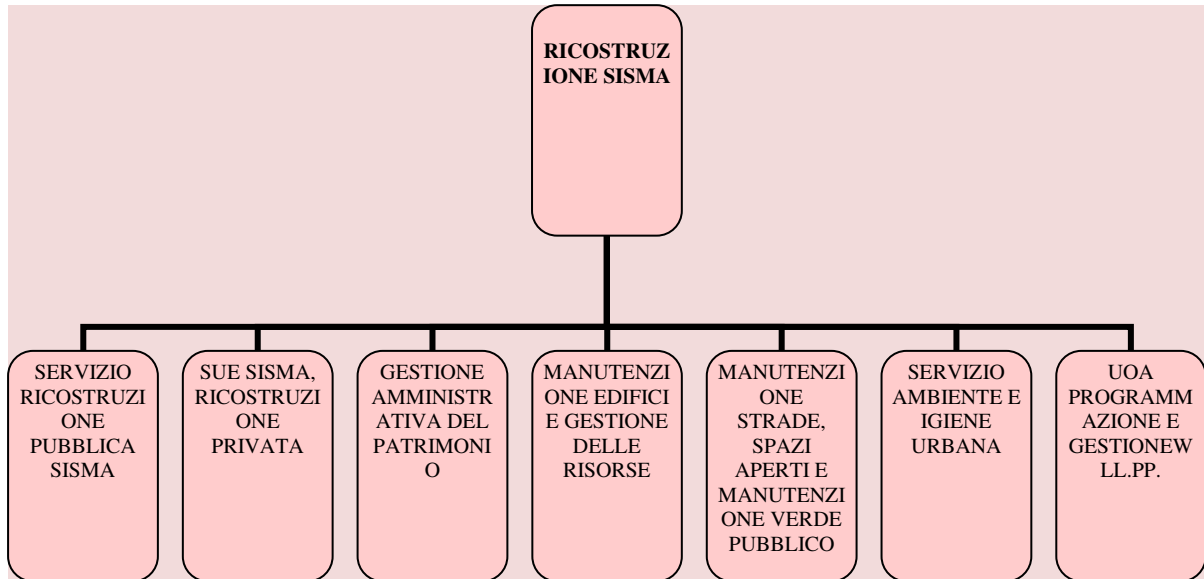 RICOSTRUZ
IONE SISMA
SERVIZIO
RICOSTRUZI
ONE
PUBBLICA
SISMA
SUE SISMA,
RICOSTRUZI
ONE
PRIVATA
GESTIONE
AMMINISTR
ATIVA DEL
PATRIMONI
O
MANUTENZI
ONE EDIFICI
E GESTIONE
DELLE
RISORSE
MANUTENZI
ONE
STRADE,
SPAZI
APERTI E
MANUTENZI
ONE VERDE
PUBBLICO
SERVIZIO
AMBIENTE E
IGIENE
URBANA
UOA
PROGRAMM
AZIONE E
GESTIONEW
LL.PP.